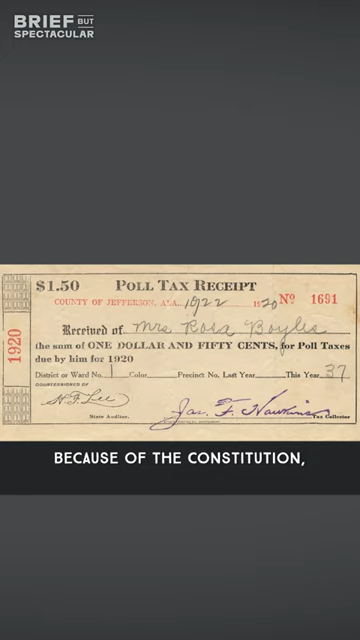 BRIEF BUT
SPECTACULAR
$1.50 POLL TAX RECEIPT
COUNTY OF JEFFERSON, ALA., 1922 1920 Nº 1691
1920
Received of Mrs Rosa Boyles
the sum of ONE DOLLAR AND FIFTY CENTS, for Poll Taxes
due by him for 1920
District or Ward No. 1 Color Precinct No. Last Year This Year 37
COUNTERSIGNED BY
H.F. Lee Jas. F. Hawkins
State Auditor. Tax Collector
BECAUSE OF THE CONSTITUTION,